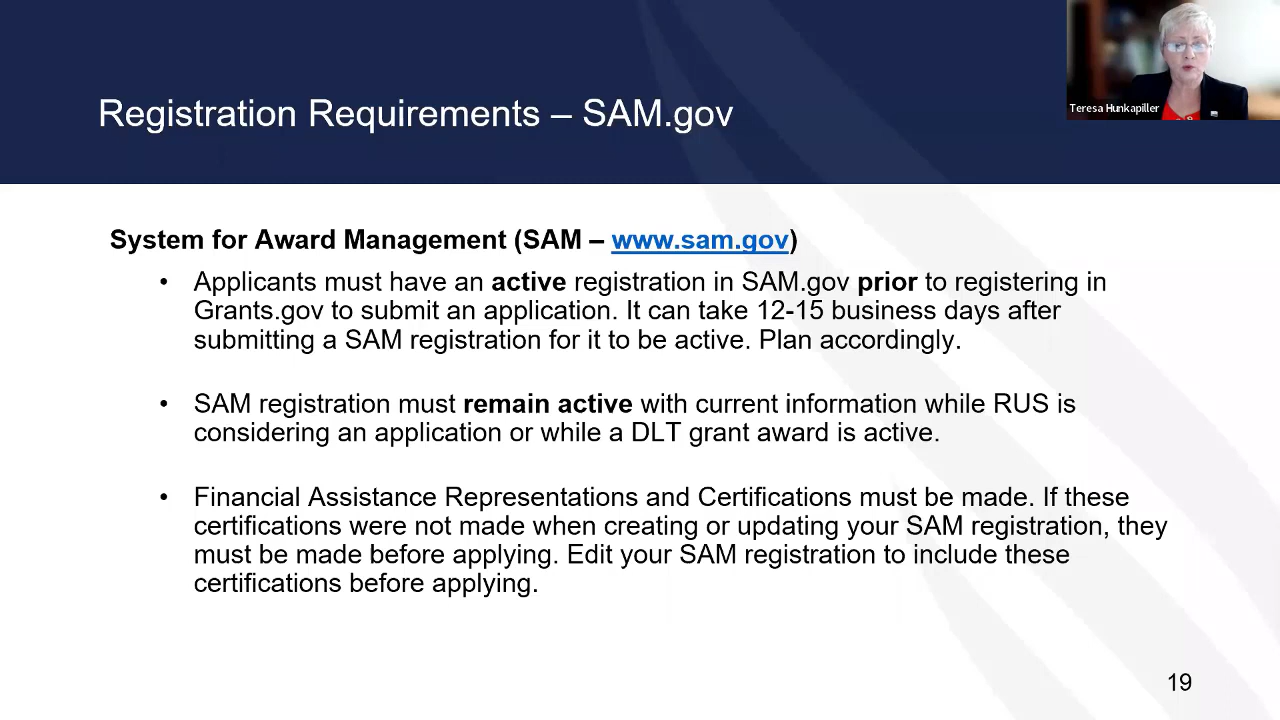 Registration Requirements – SAM.gov
Teresa Hunkapiller
System for Award Management (SAM – www.sam.gov)
• Applicants must have an active registration in SAM.gov prior to registering in
Grants.gov to submit an application. It can take 12-15 business days after
submitting a SAM registration for it to be active. Plan accordingly.
• SAM registration must remain active with current information while RUS is
considering an application or while a DLT grant award is active.
• Financial Assistance Representations and Certifications must be made. If these
certifications were not made when creating or updating your SAM registration, they
must be made before applying. Edit your SAM registration to include these
certifications before applying.
19